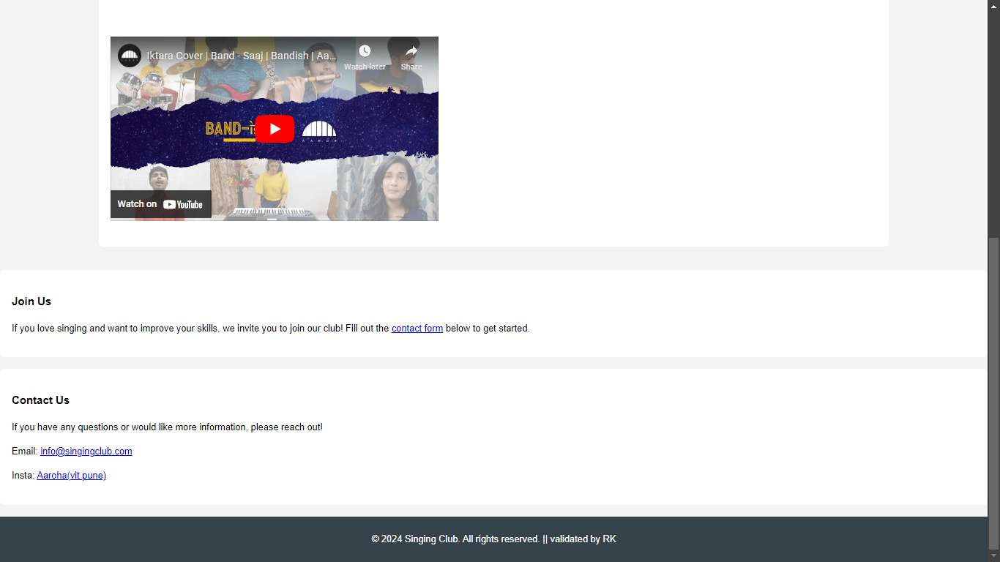 Iktara Cover | Band - Saaj | Bandish | Aa...
Watch later
Share
BAND-
Watch on YouTube
Join Us
If you love singing and want to improve your skills, we invite you to join our club! Fill out the contact form below to get started.
Contact Us
If you have any questions or would like more information, please reach out!
Email: info@singingclub.com
Insta: Aaroha(vit pune)
© 2024 Singing Club. All rights reserved. || validated by RK